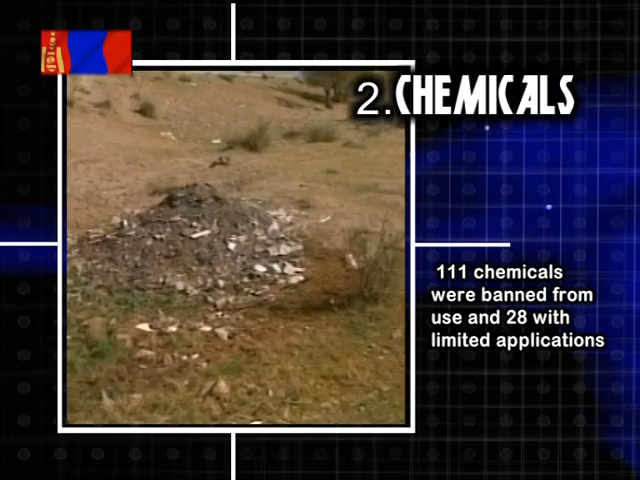 2.CHEMICALS
111 chemicals
were banned from
use and 28 with
limited applications